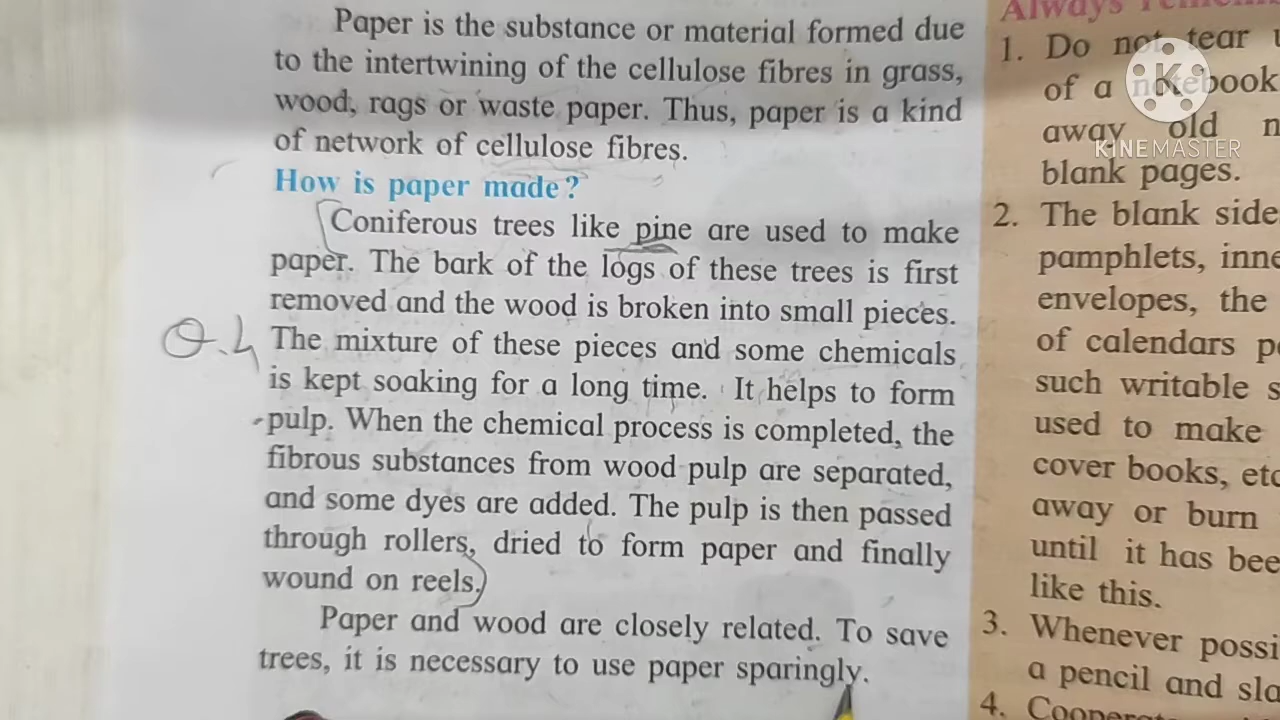 Paper is the substance or material formed due
to the intertwining of the cellulose fibres in grass,
wood, rags or waste paper. Thus, paper is a kind
of network of cellulose fibres.
How is paper made?
Coniferous trees like pine are used to make
paper. The bark of the logs of these trees is first
removed and the wood is broken into small pieces.
Q.4
The mixture of these pieces and some chemicals
is kept soaking for a long time. It helps to form
pulp. When the chemical process is completed, the
fibrous substances from wood pulp are separated,
and some dyes are added. The pulp is then passed
through rollers, dried to form paper and finally
wound on reels.
Paper and wood are closely related. To save
trees, it is necessary to use paper sparingly.
Always
1. Do not tear
of a notebook
away old
blank pages.
2. The blank side
pamphlets,
envelopes, the
of calendars
such writable
used to make
cover books, etc
away or burn
until it has
like this.
3. Whenever
a pencil and
4.
KINEMASTER